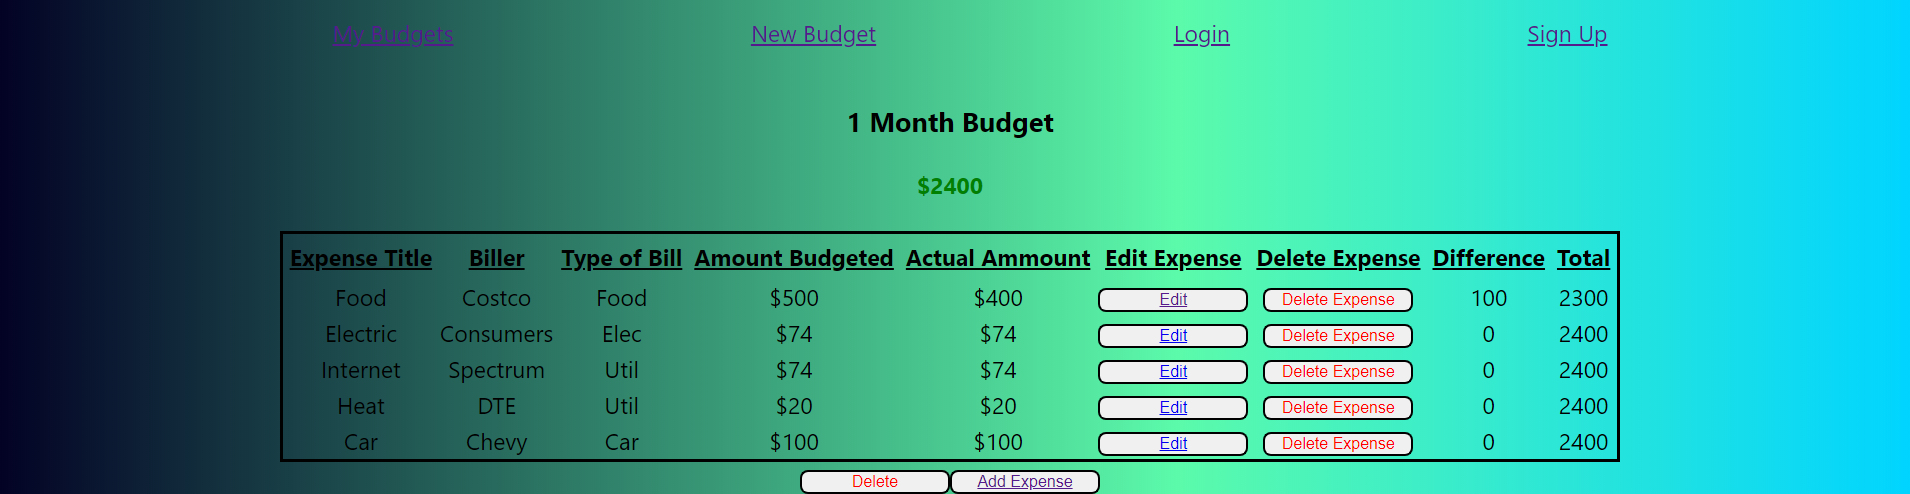 My Budgets New Budget Login Sign Up
1 Month Budget
$2400
Expense Title Biller Type of Bill Amount Budgeted Actual Ammount Edit Expense Delete Expense Difference Total
Food Costco Food $500 $400 Edit Delete Expense 100 2300
Electric Consumers Elec $74 $74 Edit Delete Expense 0 2400
Internet Spectrum Util $74 $74 Edit Delete Expense 0 2400
Heat DTE Util $20 $20 Edit Delete Expense 0 2400
Car Chevy Car $100 $100 Edit Delete Expense 0 2400
Delete Add Expense